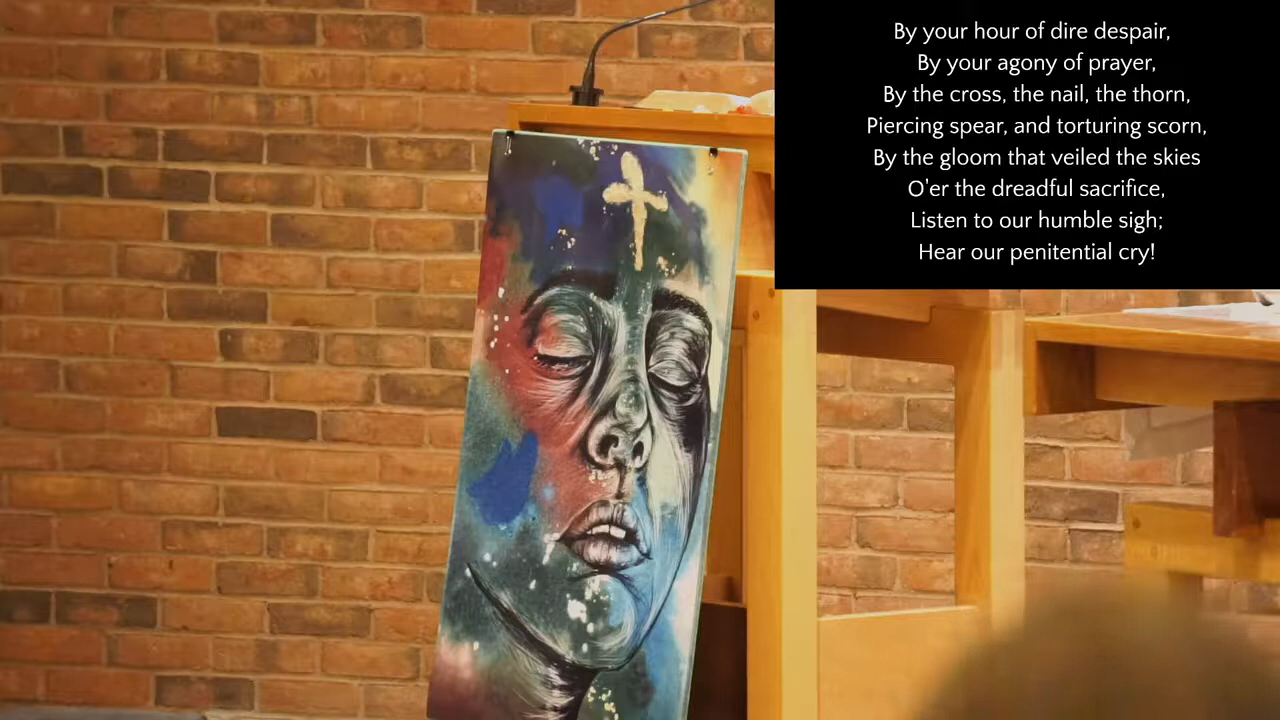 By your hour of dire despair,
By your agony of prayer,
By the cross, the nail, the thorn,
Piercing spear, and torturing scorn,
By the gloom that veiled the skies
O'er the dreadful sacrifice,
Listen to our humble sigh;
Hear our penitential cry!